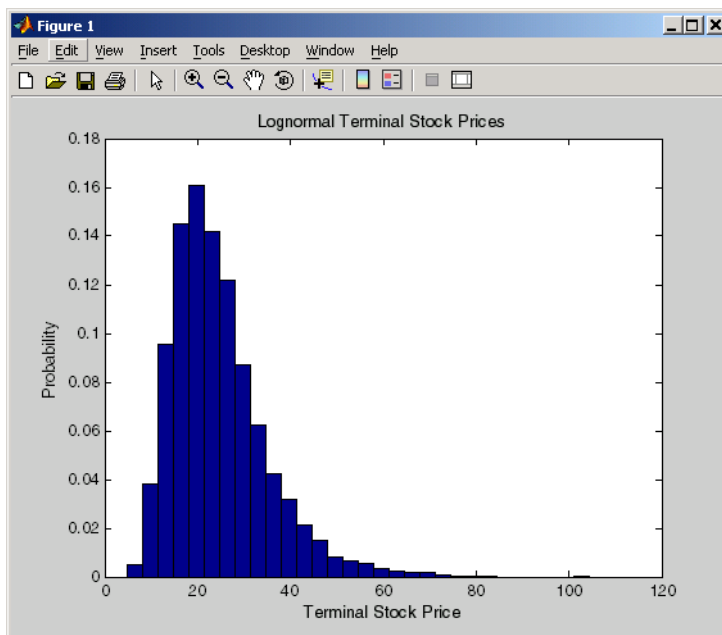 Figure 1
File Edit View Insert Tools Desktop Window Help
Lognormal Terminal Stock Prices
0.18
0.16
0.14
0.12
0.1
0.08
0.06
0.04
0.02
0
Probability
0 20 40 60 80 100 120
Terminal Stock Price